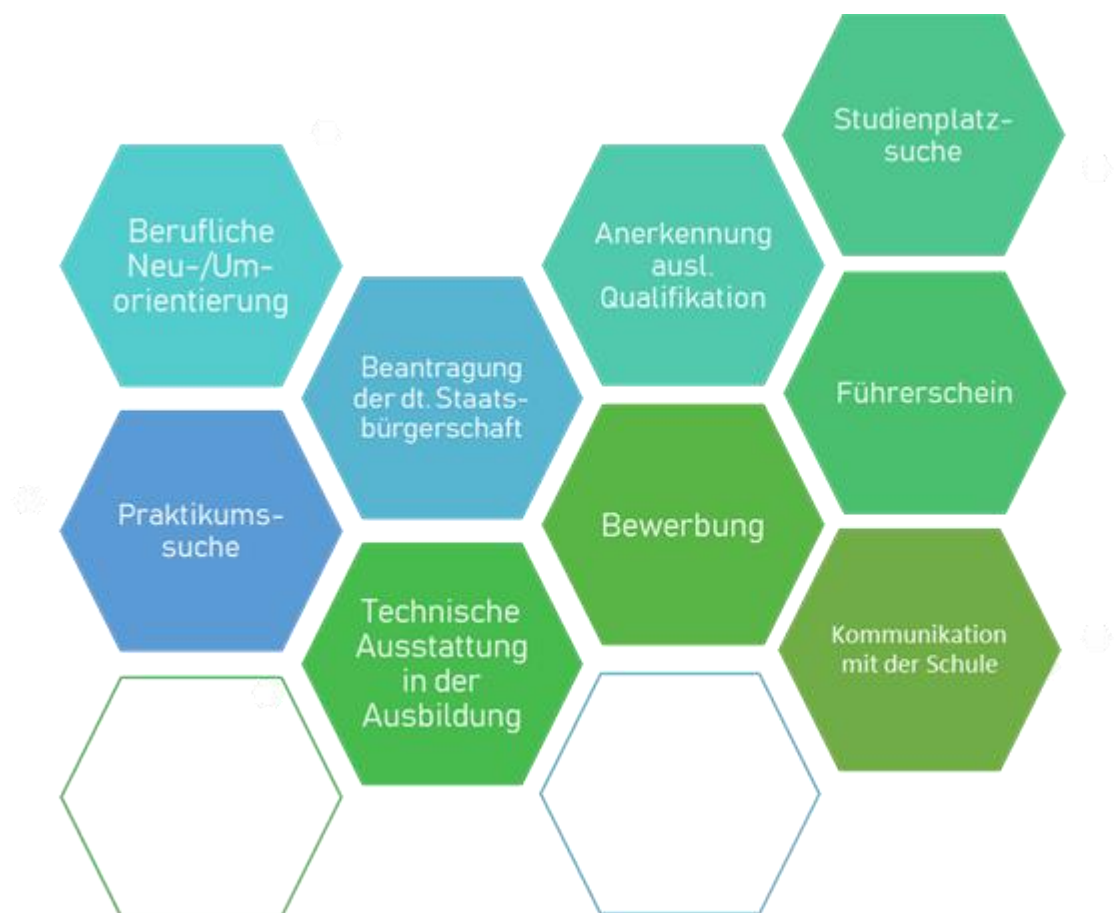 Studienplatz-
suche
Berufliche
Neu-/Um-
orientierung
Anerkennung
ausl.
Qualifikation
Beantragung
der dt. Staats-
bürgerschaft
Führerschein
Praktikums-
suche
Bewerbung
Technische
Ausstattung
in der
Ausbildung
Kommunikation
mit der Schule